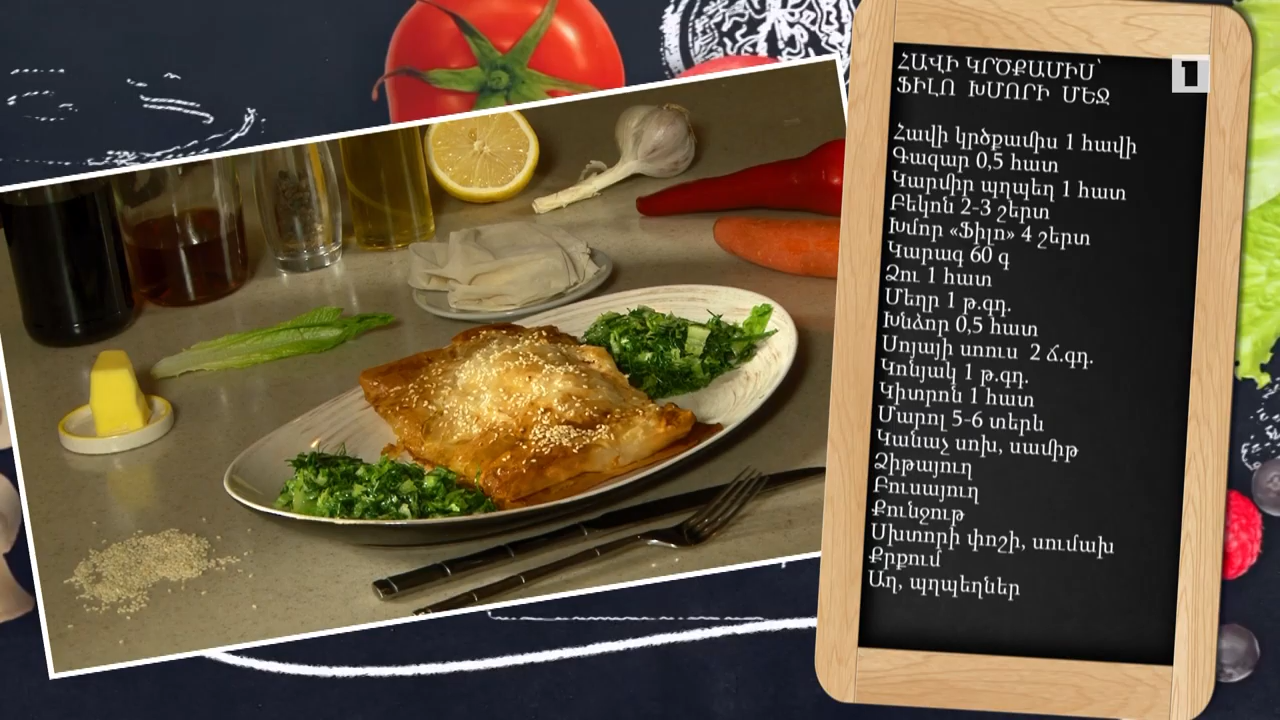 ՀԱՎԻ ԿՐԾՔԱՄԻՍ՝
ՖԻԼՈ ԽՄՈՐԻ ՄԵՋ
1
Հավի կրծքամիս 1 հավի
Գազար 0,5 հատ
Կարմիր պղպեղ 1 հատ
Բեկոն 2-3 շերտ
Խմոր «Ֆիլո» 4 շերտ
Կարագ 60 գ
Ձու 1 հատ
Մեղր 1 թ.գդ.
Խնձոր 0,5 հատ
Սոյայի սոուս 2 ճ.գդ.
Կոնյակ 1 թ.գդ.
Կիտրոն 1 հատ
Մարոլ 5-6 տերև
Կանաչ սոխ, սամիթ
Ձիթայուղ
Բուսայուղ
Քունջութ
Սխտորի փոշի, սումախ
Քրքում
Աղ, պղպեղներ